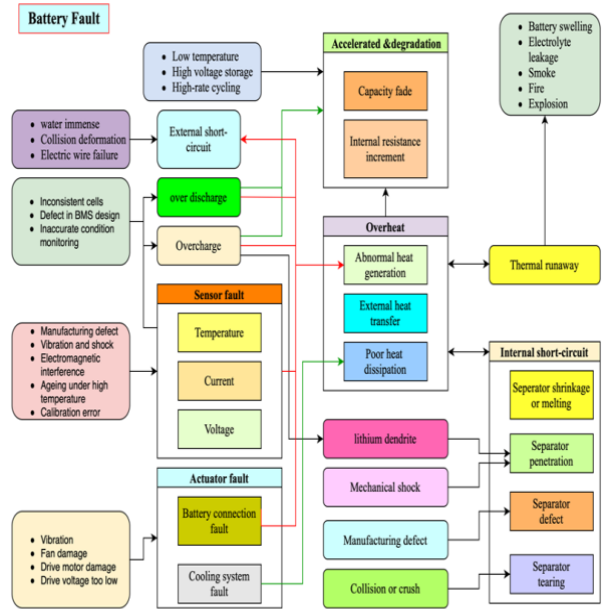 Battery Fault
• Low temperature
• High voltage storage
• High-rate cycling
Accelerated &degradation
Capacity fade
Internal resistance
increment
• Battery swelling
• Electrolyte
leakage
• Smoke
• Fire
• Explosion
• water immense
• Collision deformation
• Electric wire failure
External short-
circuit
• Inconsistent cells
• Defect in BMS design
• Inaccurate condition
monitoring
over discharge
Overcharge
Overheat
Abnormal heat
generation
External heat
transfer
Poor heat
dissipation
Thermal runaway
Sensor fault
Temperature
Current
Voltage
• Manufacturing defect
• Vibration and shock
• Electromagnetic
interference
• Ageing under high
temperature
• Calibration error
Internal short-circuit
Seperator shrinkage
or melting
Separator
penetration
Separator
defect
Separator
tearing
lithium dendrite
Mechanical shock
Manufacturing defect
Collision or crush
Actuator fault
Battery connection
fault
Cooling system
fault
• Vibration
• Fan damage
• Drive motor damage
• Drive voltage too low